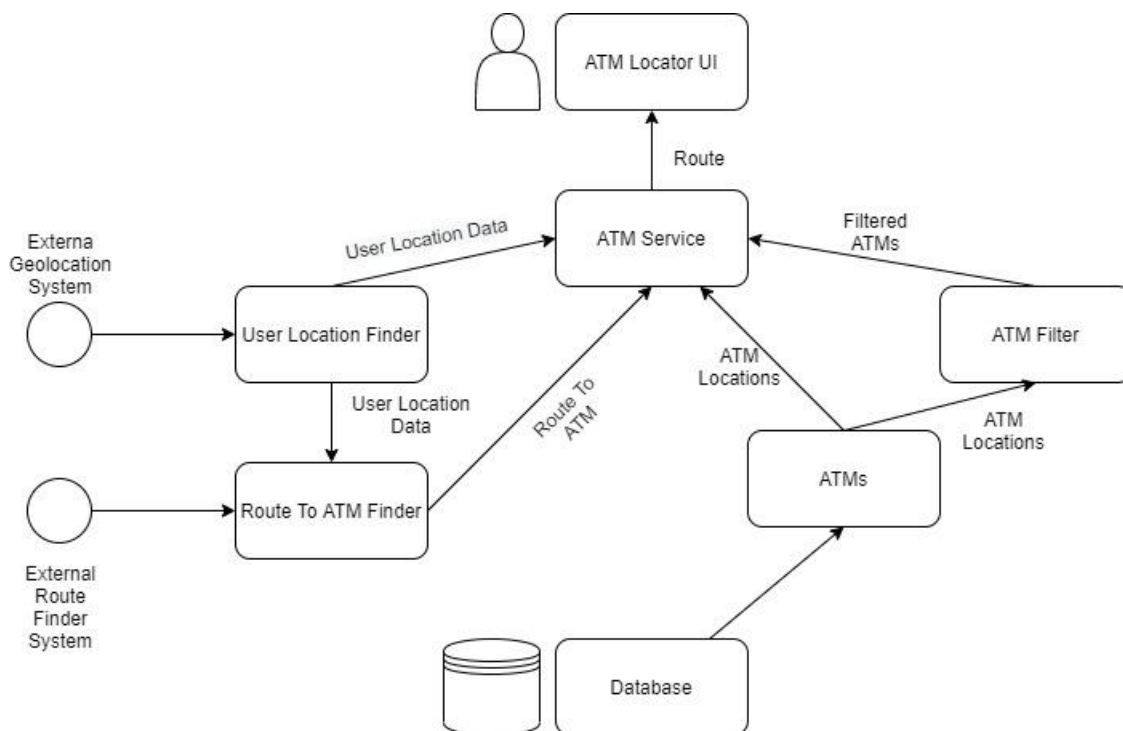 ATM Locator UI
Route
ATM Service
User Location Data
Filtered
ATMs
Externa
Geolocation
System
User Location Finder
ATM Filter
ATM
Locations
User Location
Data
Route To
ATM
ATM
Locations
Route To ATM Finder
ATMs
External
Route
Finder
System
Database